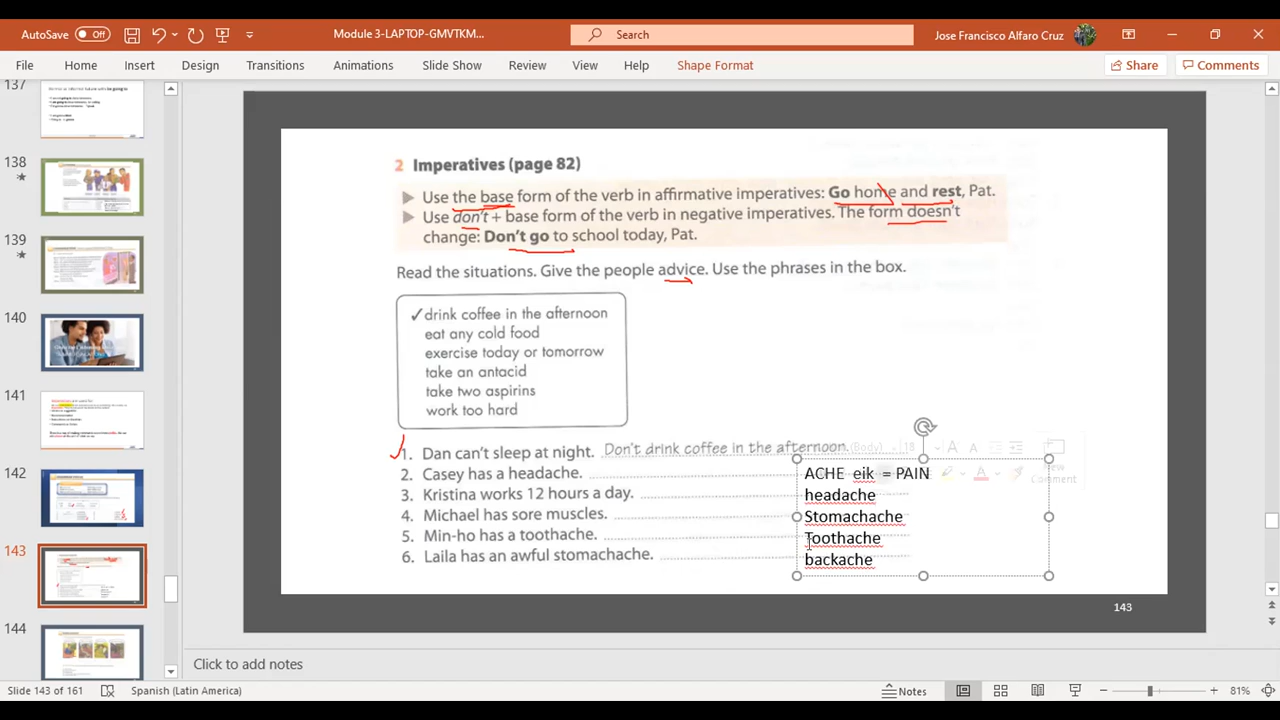 AutoSave Off Module 3-LAPTOP-GMVTKM... Search Jose Francisco Alfaro Cruz
File Home Insert Design Transitions Animations Slide Show Review View Help Shape Format Share Comments
137
138
139
140
141
142
143
144
2 Imperatives (page 82)
Use the base form of the verb in affirmative imperatives: Go home and rest, Pat.
Use don't + base form of the verb in negative imperatives. The form doesn't
change: Don't go to school today, Pat.
Read the situations. Give the people advice. Use the phrases in the box.
✓drink coffee in the afternoon
eat any cold food
exercise today or tomorrow
take an antacid
take two aspirins
work too hard
1. Dan can't sleep at night. Don't drink coffee in the afternoon.
2. Casey has a headache.
3. Kristina works 12 hours a day.
4. Michael has sore muscles.
5. Min-ho has a toothache.
6. Laila has an awful stomachache.
ACHE eik = PAIN
headache
Stomachache
Toothache
backache
(Body) 18
New
Comment
143
Click to add notes
Slide 143 of 161 Spanish (Latin America) Notes 81%